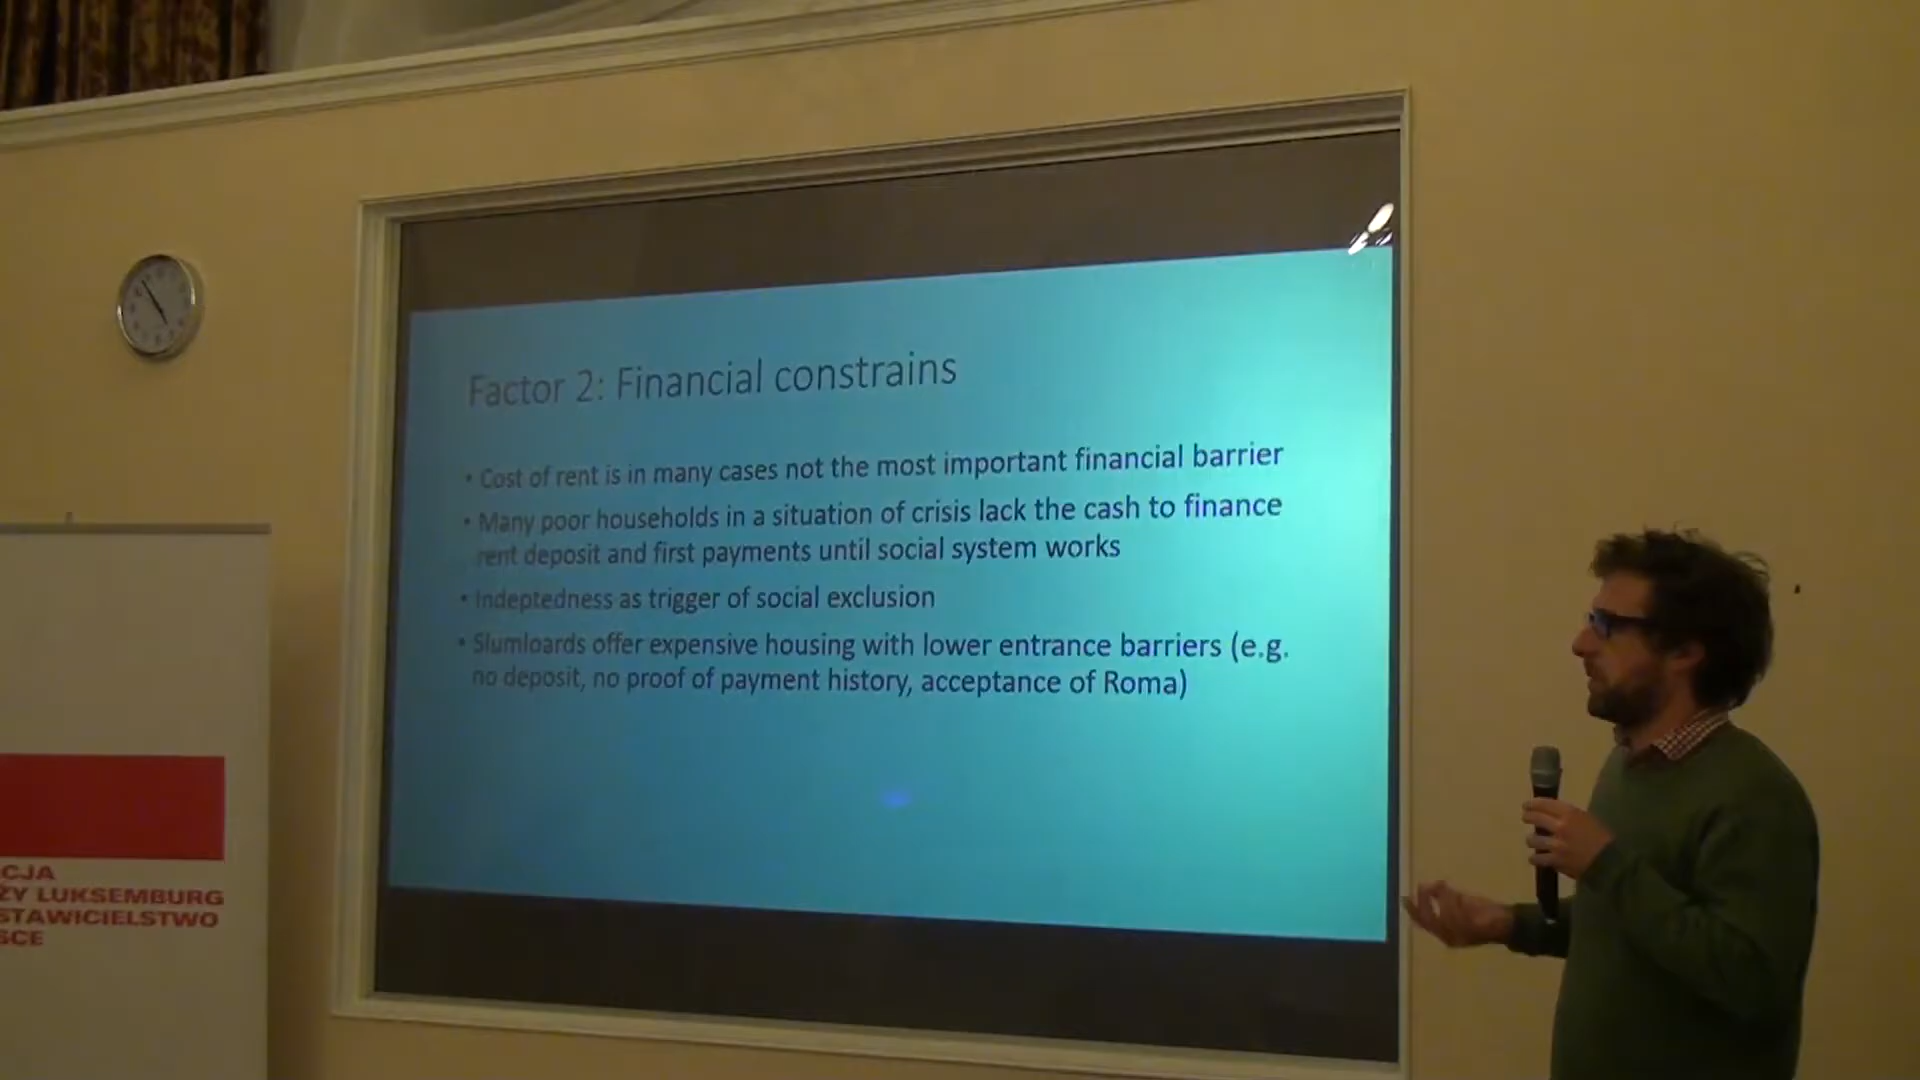 Factor 2: Financial constrains
• Cost of rent is in many cases not the most important financial barrier
• Many poor households in a situation of crisis lack the cash to finance
rent deposit and first payments until social system works
• Indeptedness as trigger of social exclusion
• Slumloards offer expensive housing with lower entrance barriers (e.g.
no deposit, no proof of payment history, acceptance of Roma)
CJA
ŻY LUKSEMBURG
STAWICIELSTWO
SCE